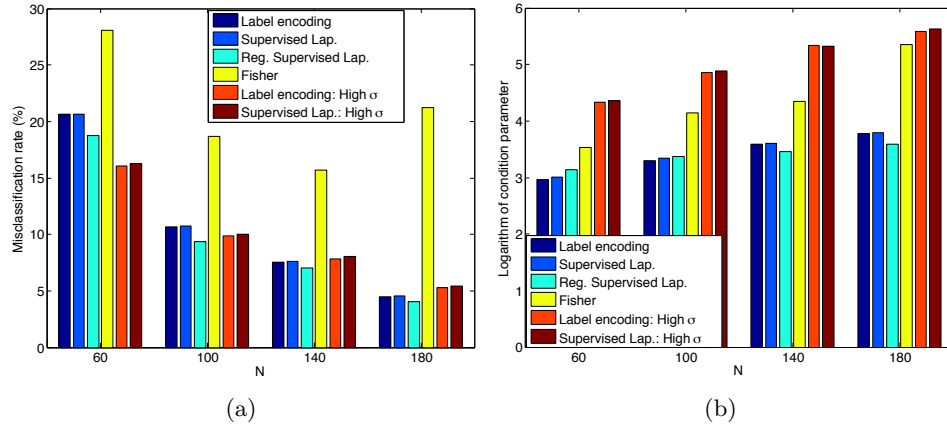 30
25
20
15
10
5
0
Misclassification rate (%)
Label encoding
Supervised Lap.
Reg. Supervised Lap.
Fisher
Label encoding: High σ
Supervised Lap.: High σ
60 100 140 180
N
(a)
6
5
4
3
2
1
0
Logarithm of condition parameter
Label encoding
Supervised Lap.
Reg. Supervised Lap.
Fisher
Label encoding: High σ
Supervised Lap.: High σ
60 100 140 180
N
(b)